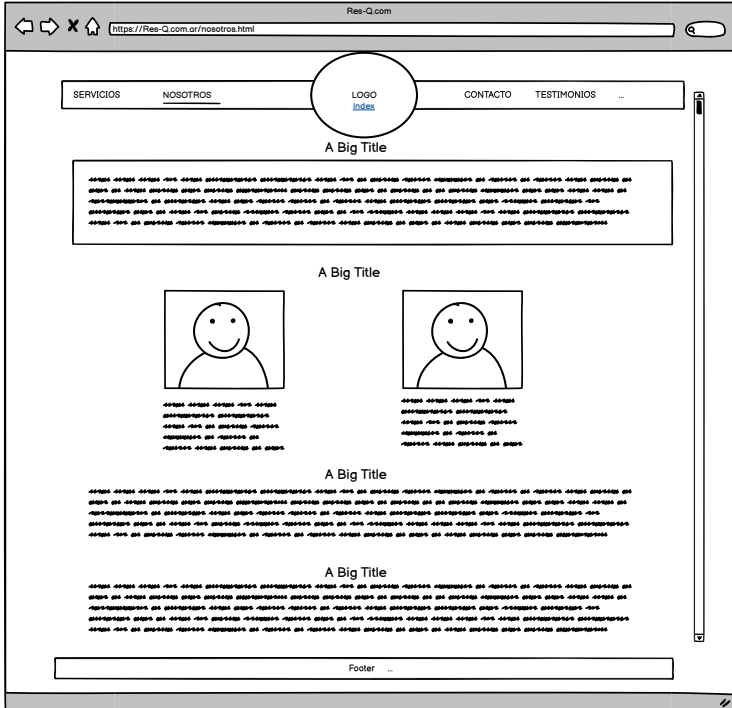 Res-Q.com
https://Res-Q.com.ar/nosotros.html
SERVICIOS NOSOTROS LOGO CONTACTO TESTIMONIOS ...
index
A Big Title
A Big Title
A Big Title
A Big Title
Footer ...